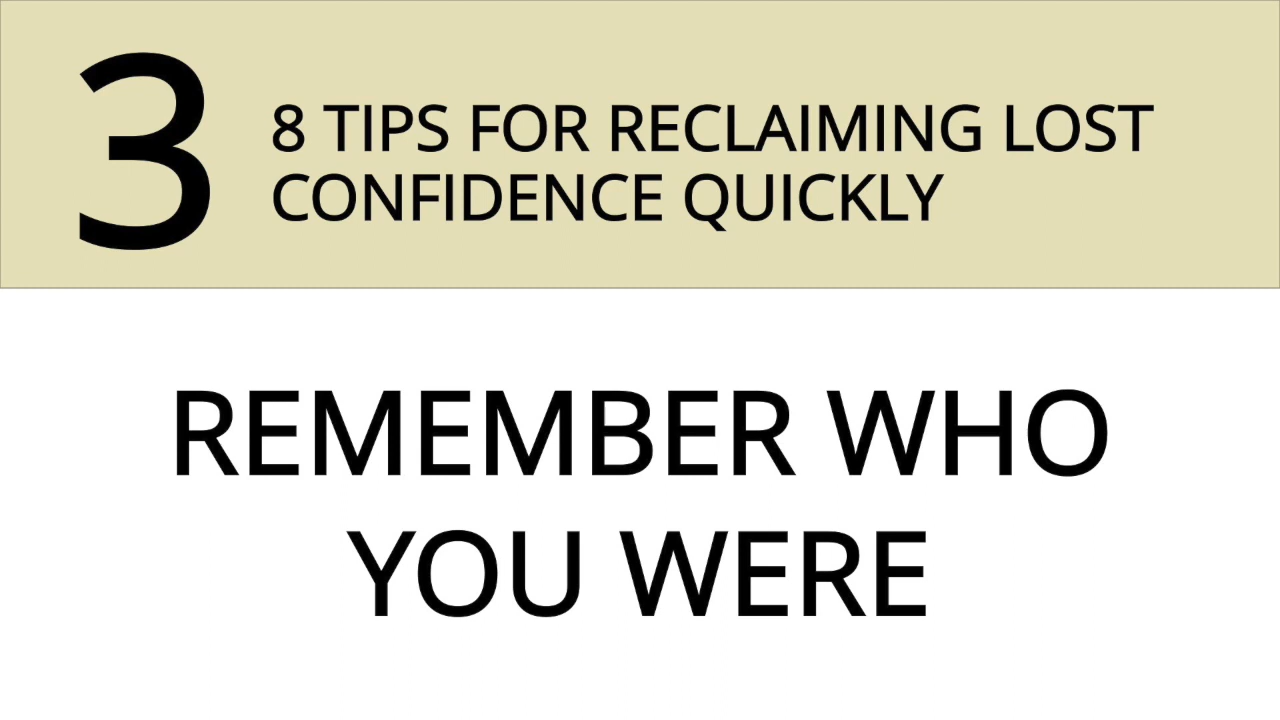 3
8 TIPS FOR RECLAIMING LOST
CONFIDENCE QUICKLY
REMEMBER WHO
YOU WERE